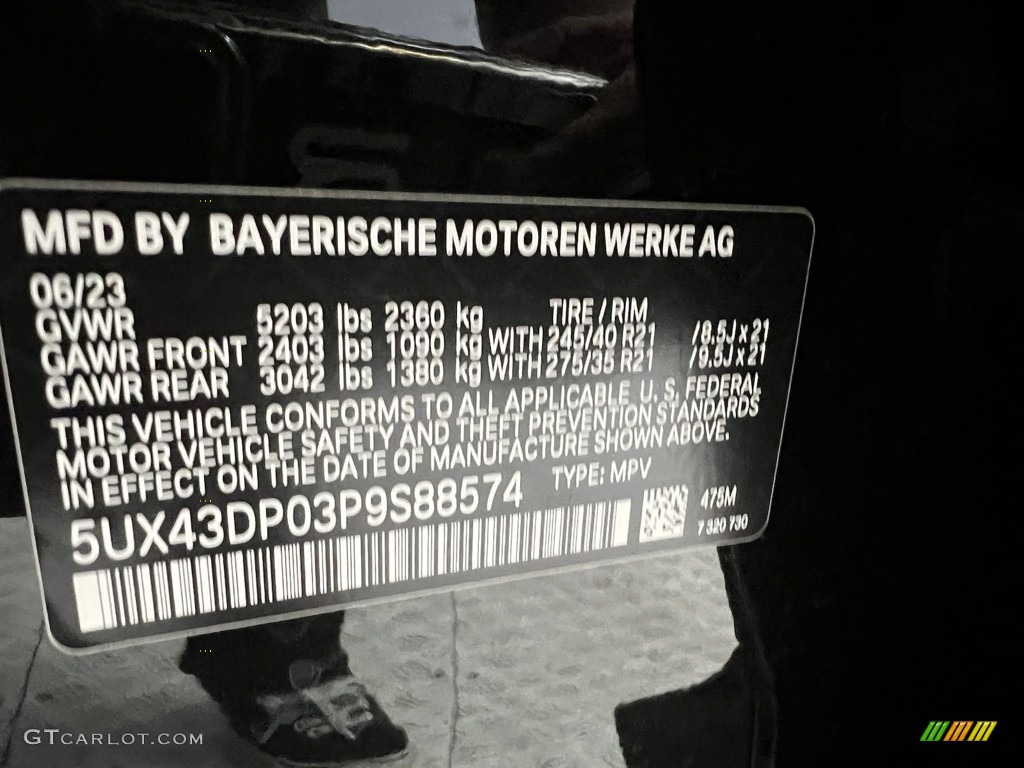 MFD BY BAYERISCHE MOTOREN WERKE AG
06/23
GVWR 5203 lbs 2360 kg TIRE / RIM
GAWR FRONT 2403 lbs 1090 kg WITH 245/40 R21 /8.5J x 21
GAWR REAR 3042 lbs 1380 kg WITH 275/35 R21 /9.5J x 21
THIS VEHICLE CONFORMS TO ALL APPLICABLE U.S. FEDERAL
MOTOR VEHICLE SAFETY AND THEFT PREVENTION STANDARDS
IN EFFECT ON THE DATE OF MANUFACTURE SHOWN ABOVE.
5UX43DP03P9S88574 TYPE: MPV
475M
7 320 730
GTCARLOT.COM